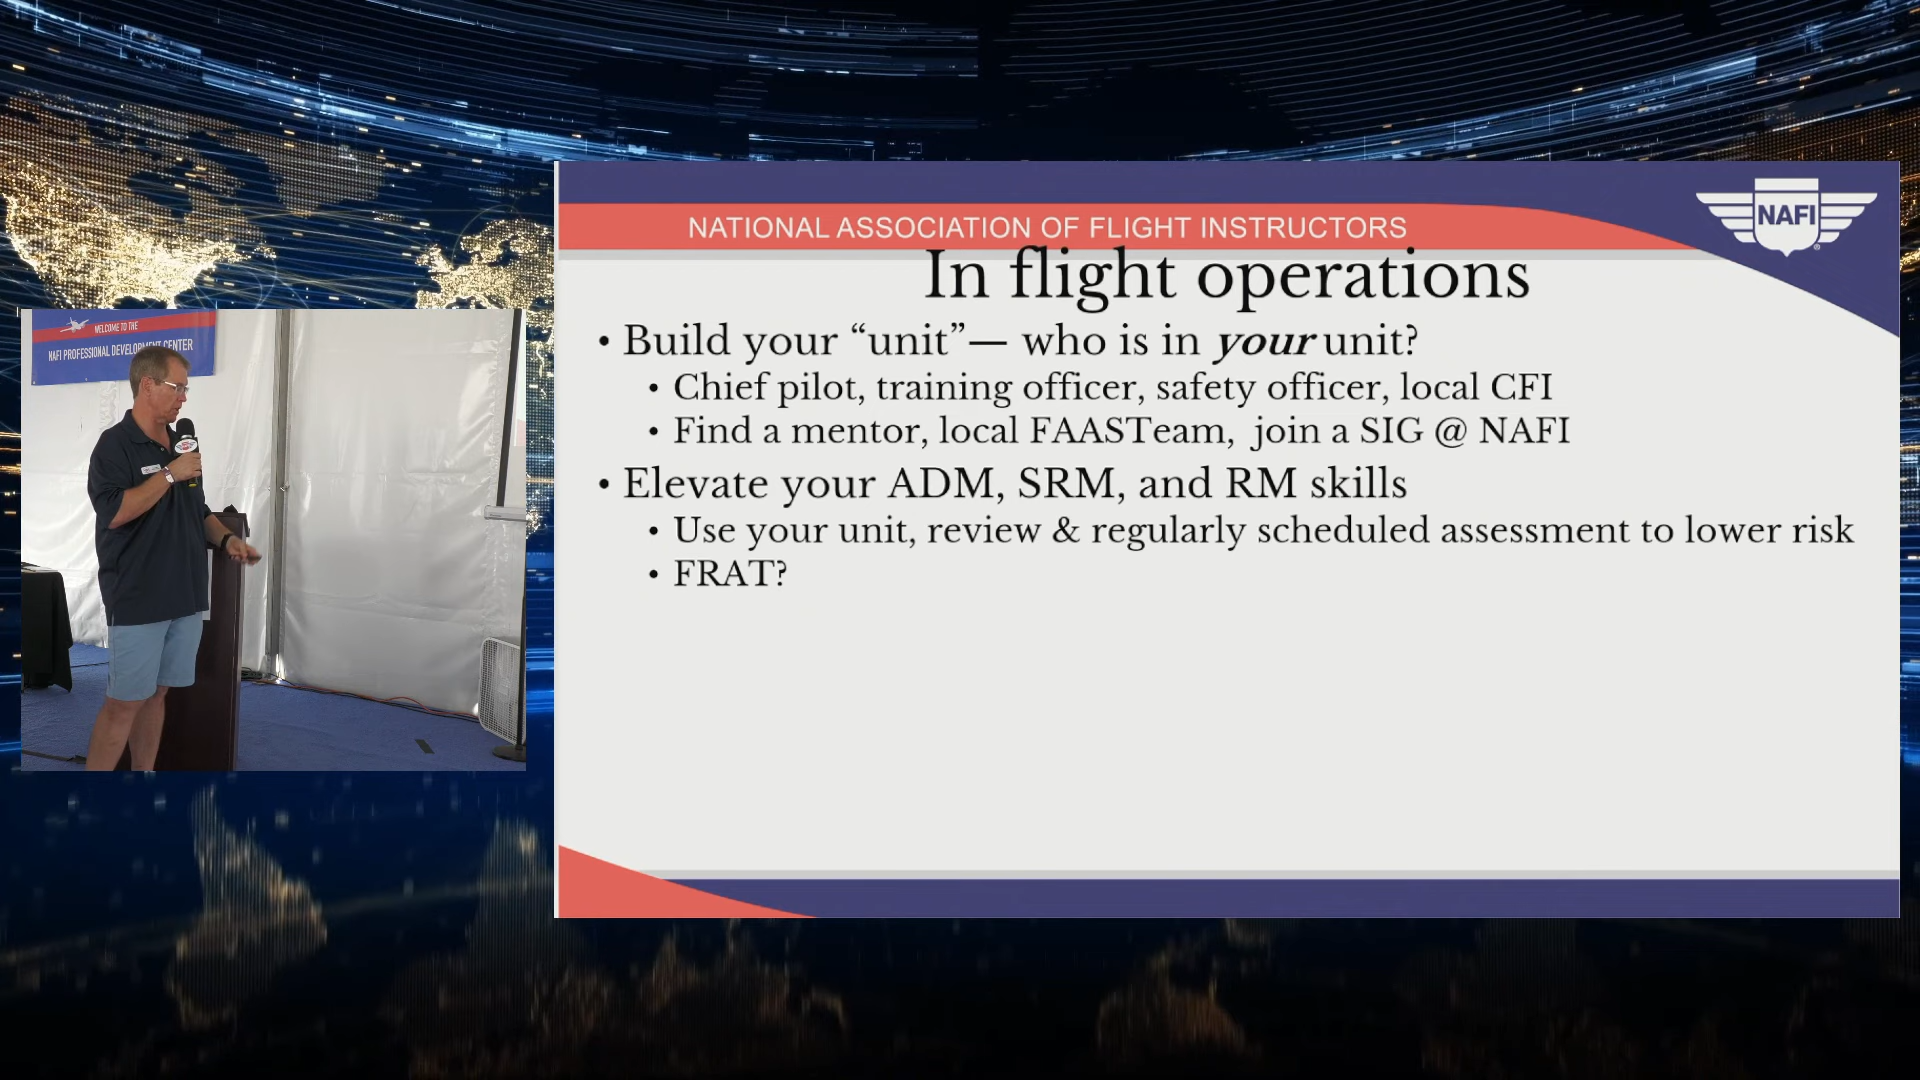 WELCOME TO THE
NAFI PROFESSIONAL DEVELOPMENT CENTER
NATIONAL ASSOCIATION OF FLIGHT INSTRUCTORS
NAFI
In flight operations
• Build your “unit”— who is in your unit?
• Chief pilot, training officer, safety officer, local CFI
• Find a mentor, local FAASTeam, join a SIG @ NAFI
• Elevate your ADM, SRM, and RM skills
• Use your unit, review & regularly scheduled assessment to lower risk
• FRAT?